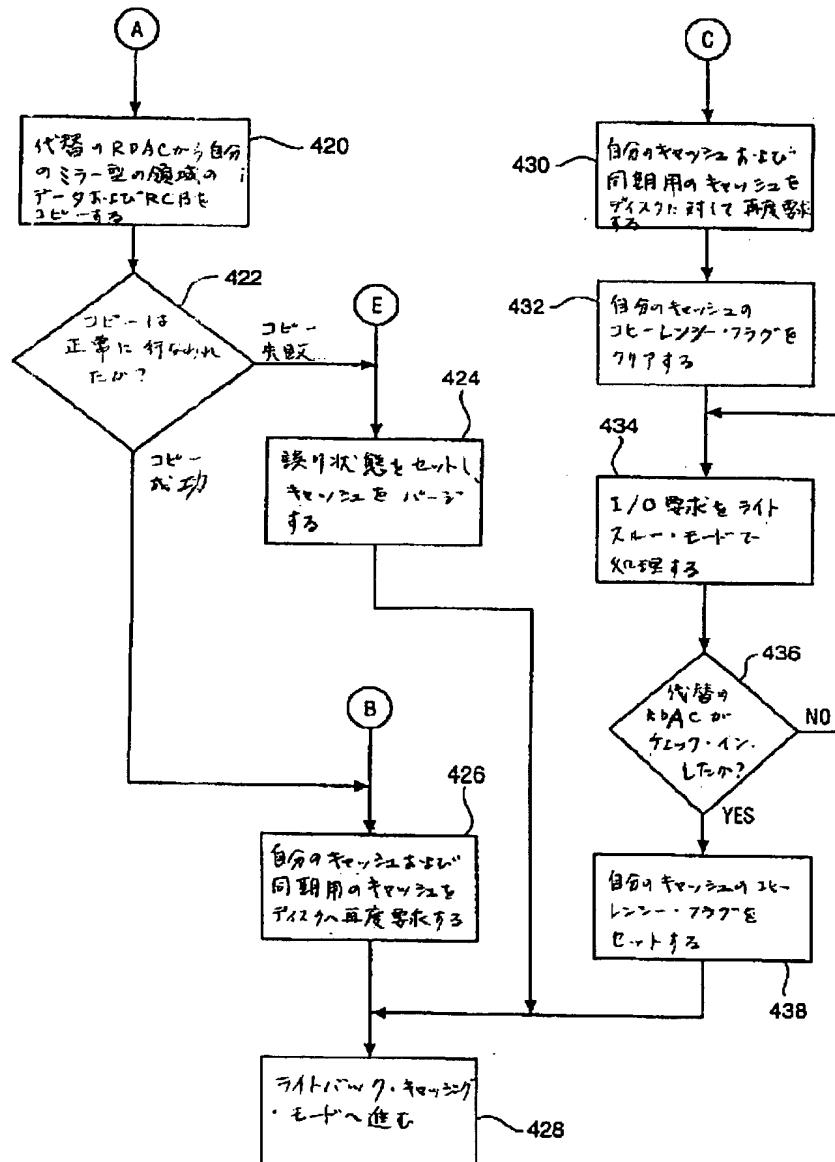 A
代替のRDACから自分
のミラー型の領域の
データおよびRCBを
コピーする
420
コピーは
正常に行なわれ
たか?
422
コピー
失敗
コピー
成功
E
誤り状態をセットし、
キャッシュをパージ
する
424
B
自分のキャッシュおよび
同期用のキャッシュを
ディスクへ再度要求する
426
ライトバック・キャッシング
・モードへ進む
428
C
自分のキャッシュおよび
同期用のキャッシュを
ディスクに対して再度要求
する
430
自分のキャッシュの
コヒーレンシー・フラグを
クリアする
432
I/O要求をライト
スルー・モードで
処理する
434
代替の
RDACが
チェック・イン
したか?
436
NO
YES
自分のキャッシュのコヒー
レンシー・フラグを
セットする
438